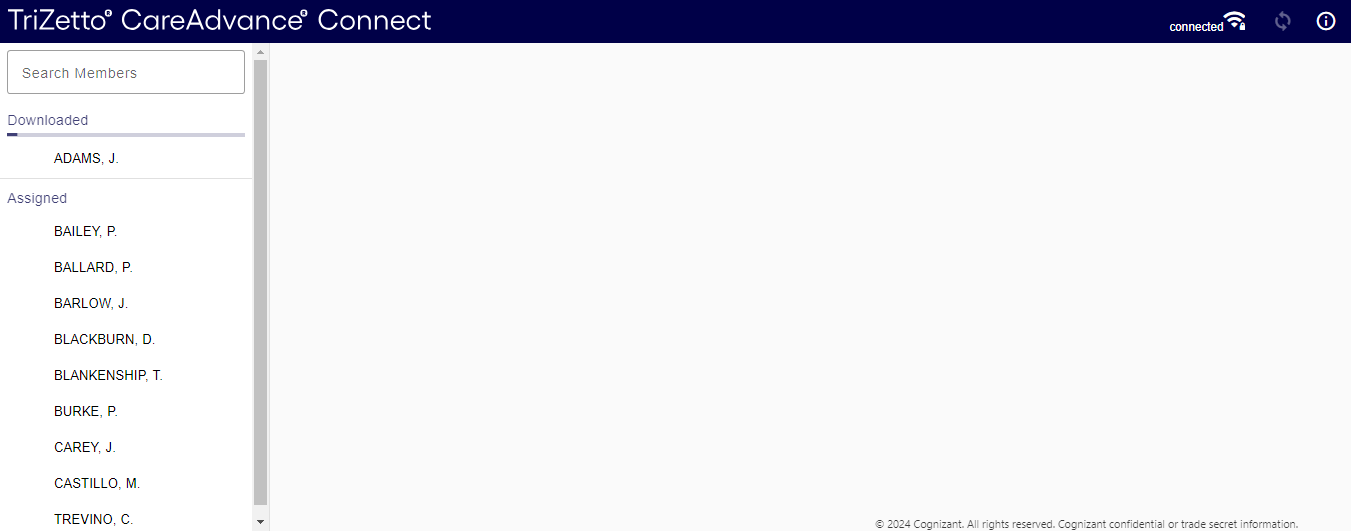 TriZetto® CareAdvance® Connect
connected
Search Members
Downloaded
ADAMS, J.
Assigned
BAILEY, P.
BALLARD, P.
BARLOW, J.
BLACKBURN, D.
BLANKENSHIP, T.
BURKE, P.
CAREY, J.
CASTILLO, M.
TREVINO, C.
© 2024 Cognizant. All rights reserved. Cognizant confidential or trade secret information.